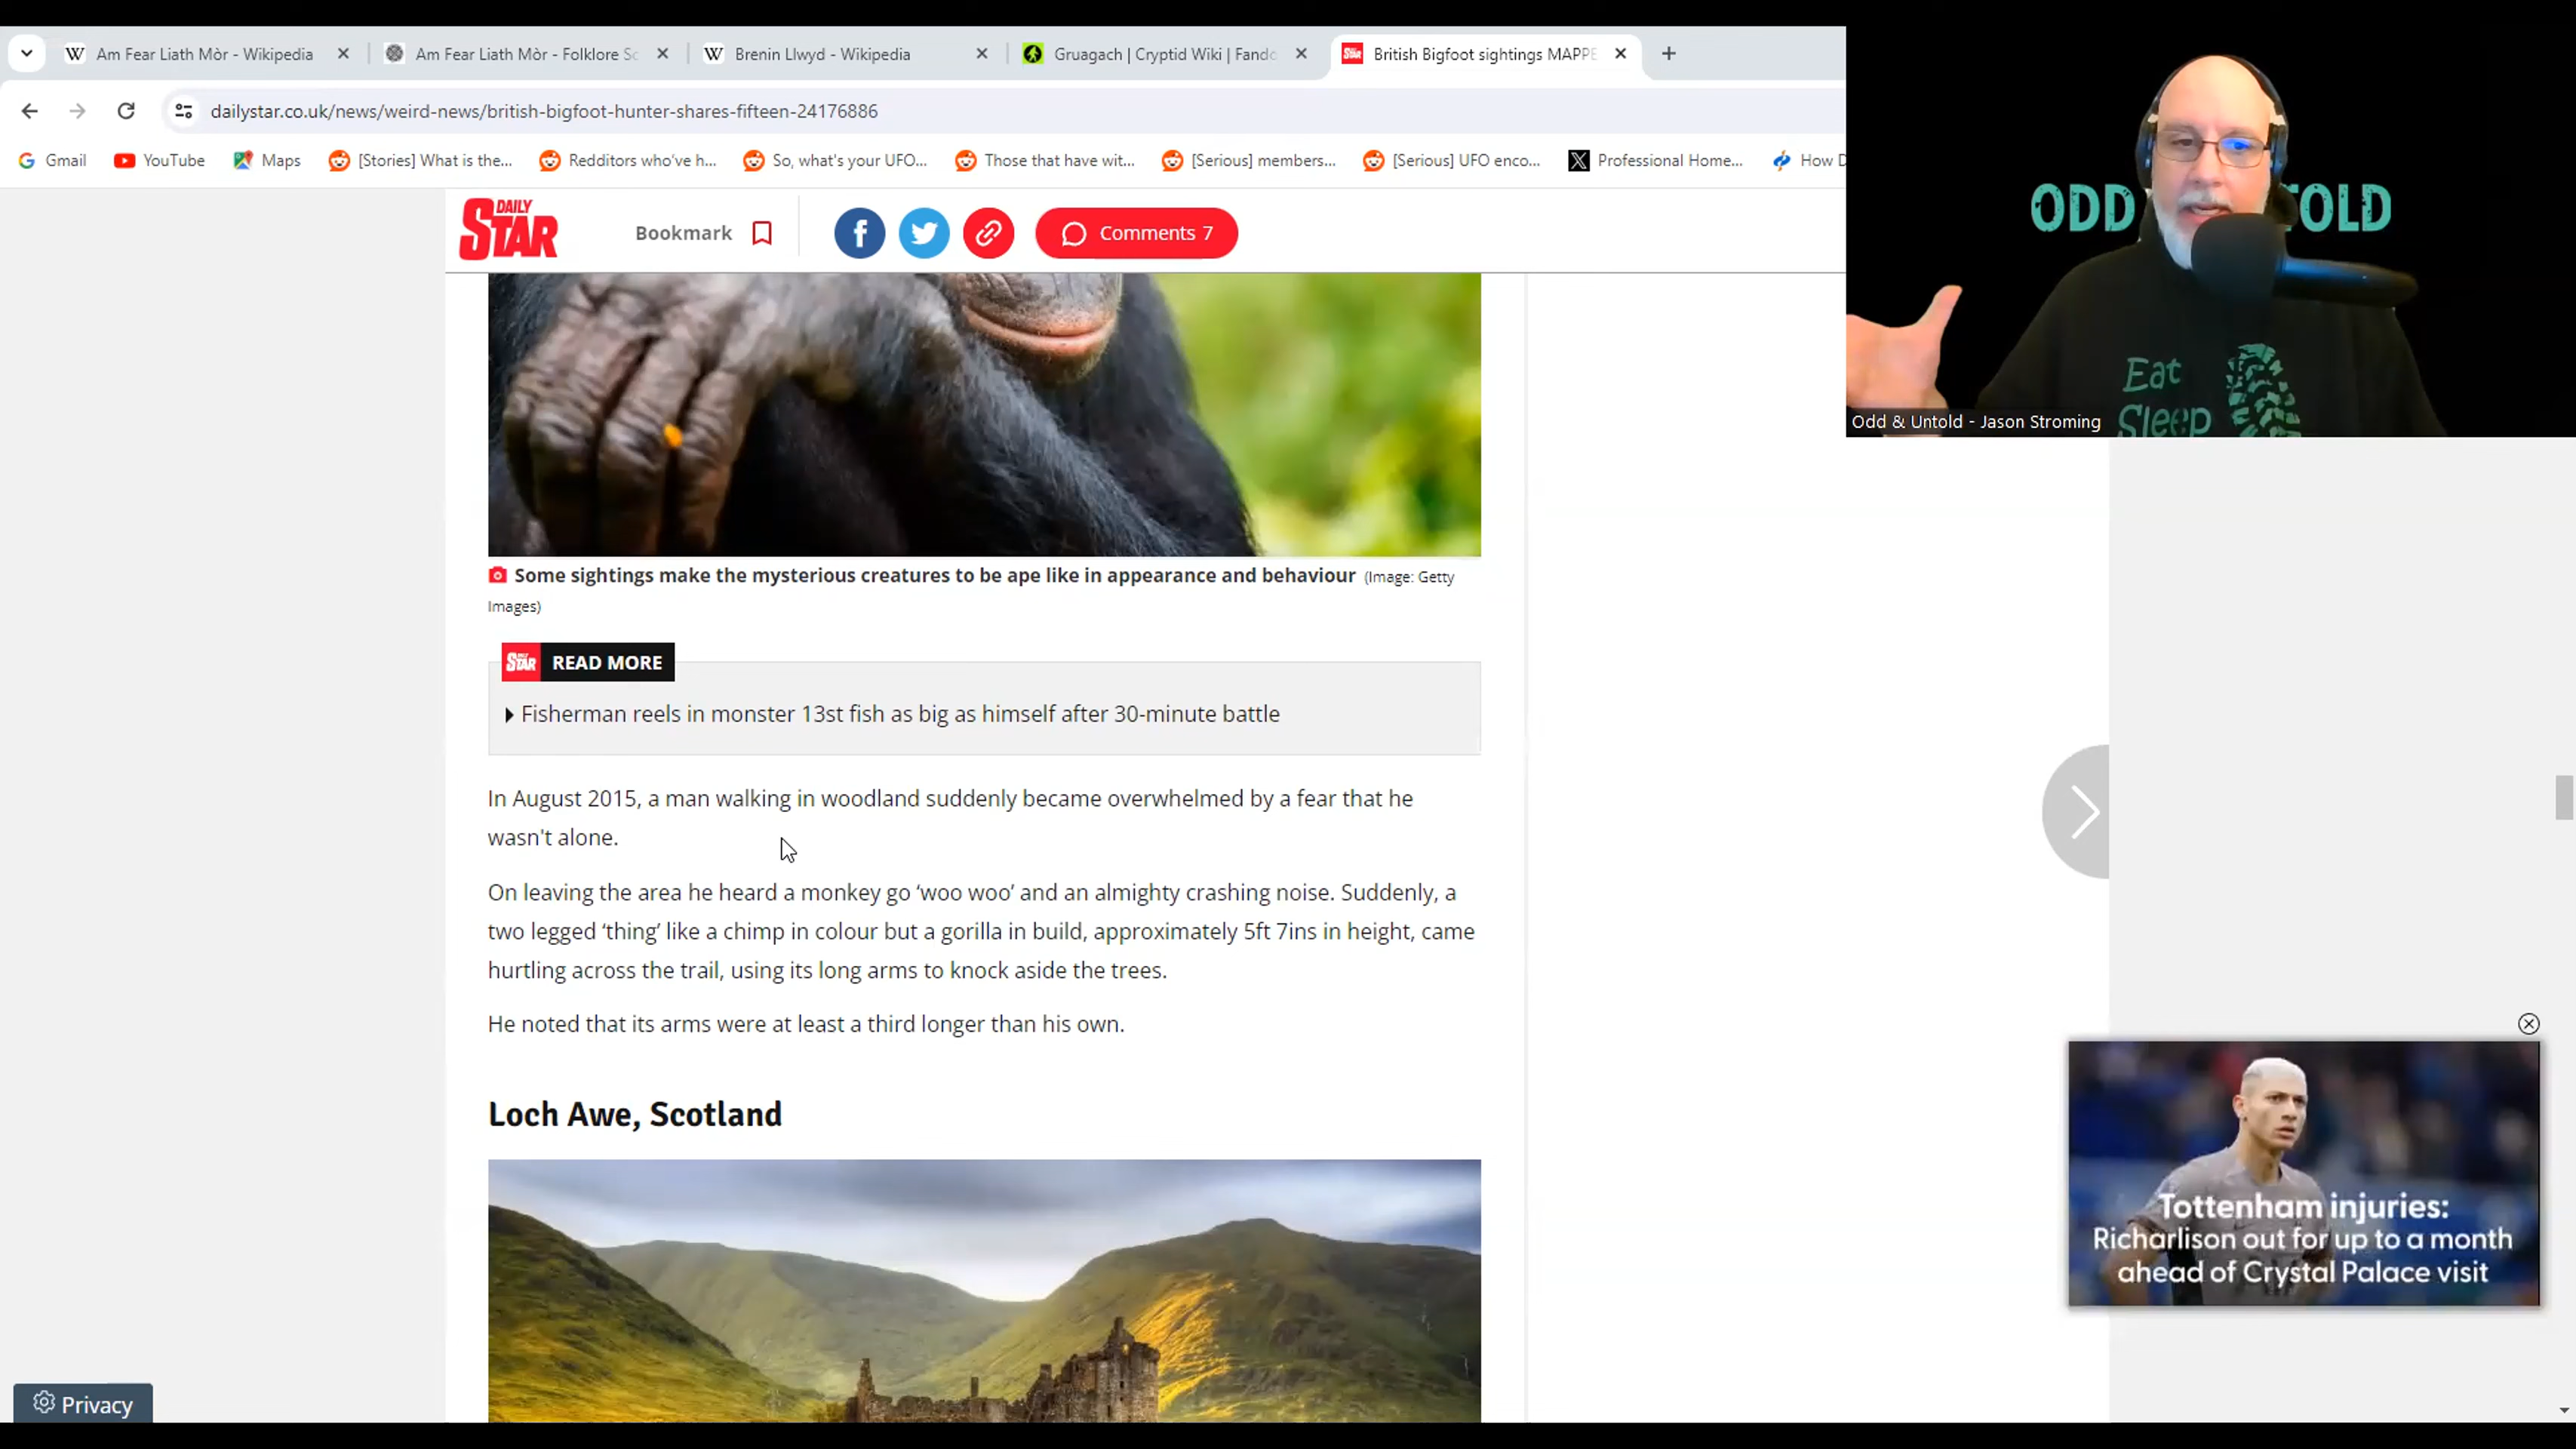 Am Fear Liath Mòr - Wikipedia
Am Fear Liath Mòr - Folklore Sc
Brenin Llwyd - Wikipedia
Gruagach | Cryptid Wiki | Fando
British Bigfoot sightings MAPPE
dailystar.co.uk/news/weird-news/british-bigfoot-hunter-shares-fifteen-24176886
Gmail
YouTube
Maps
[Stories] What is the...
Redditors who've h...
So, what's your UFO...
Those that have wit...
[Serious] members...
[Serious] UFO enco...
Professional Home...
How D
DAILY
STAR
Bookmark
Comments 7
ODD
TOLD
Eat
Sleep
Odd & Untold - Jason Stroming
Some sightings make the mysterious creatures to be ape like in appearance and behaviour (Image: Getty
Images)
STAR READ MORE
Fisherman reels in monster 13st fish as big as himself after 30-minute battle
In August 2015, a man walking in woodland suddenly became overwhelmed by a fear that he
wasn't alone.
On leaving the area he heard a monkey go ‘woo woo’ and an almighty crashing noise. Suddenly, a
two legged ‘thing’ like a chimp in colour but a gorilla in build, approximately 5ft 7ins in height, came
hurtling across the trail, using its long arms to knock aside the trees.
He noted that its arms were at least a third longer than his own.
Loch Awe, Scotland
Tottenham injuries:
Richarlison out for up to a month
ahead of Crystal Palace visit
Privacy